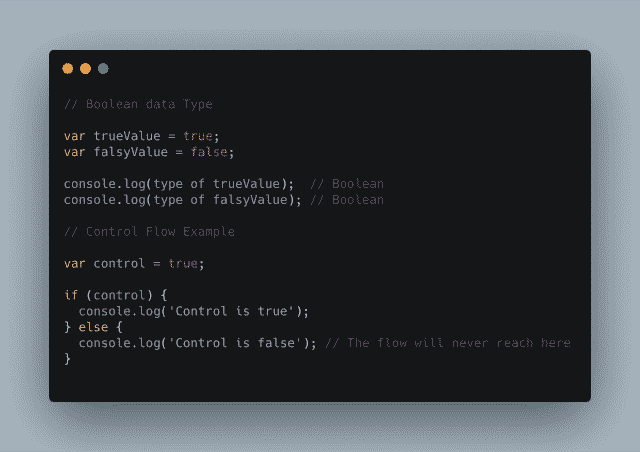 // Boolean data Type
var trueValue = true;
var falsyValue = false;
console.log(type of trueValue);  // Boolean
console.log(type of falsyValue); // Boolean
// Control Flow Example
var control = true;
if (control) {
  console.log('Control is true');
} else {
  console.log('Control is false'); // The flow will never reach here
}